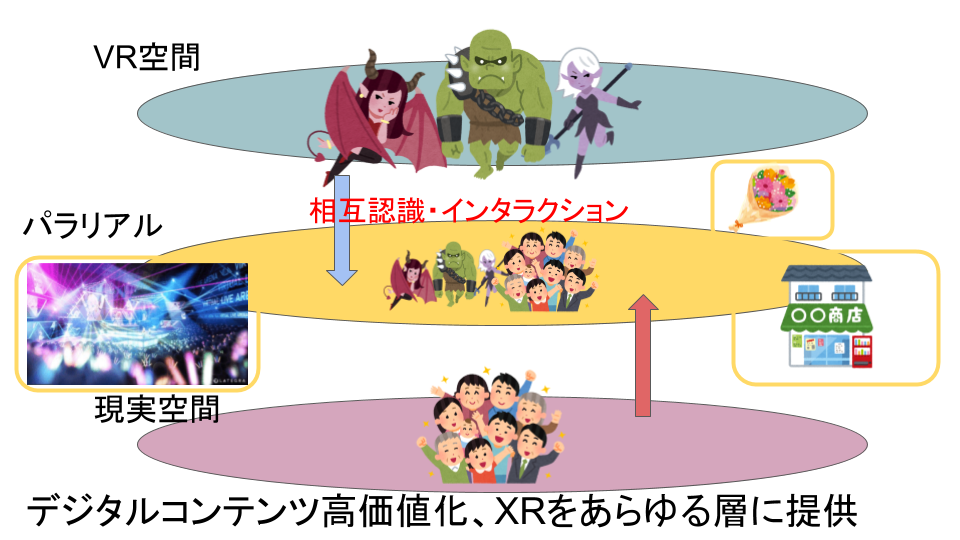 VR空間
相互認識・インタラクション
パラリアル
〇〇商店
現実空間
デジタルコンテンツ高価値化、XRをあらゆる層に提供